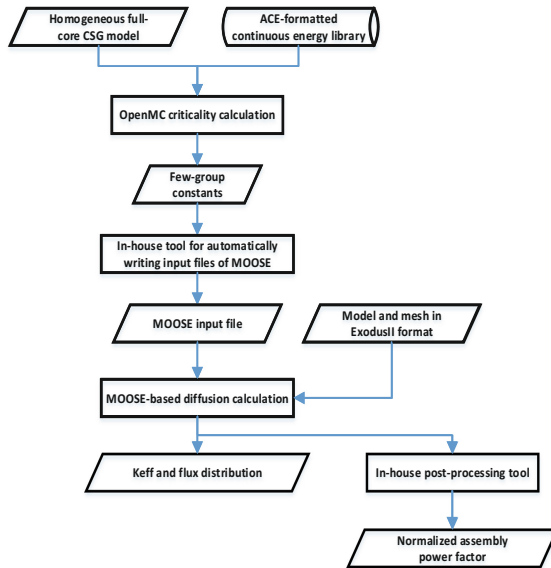 Homogeneous full-
core CSG model
ACE-formatted
continuous energy library
OpenMC criticality calculation
Few-group
constants
In-house tool for automatically
writing input files of MOOSE
MOOSE input file
Model and mesh in
ExodusII format
MOOSE-based diffusion calculation
Keff and flux distribution
In-house post-processing tool
Normalized assembly
power factor